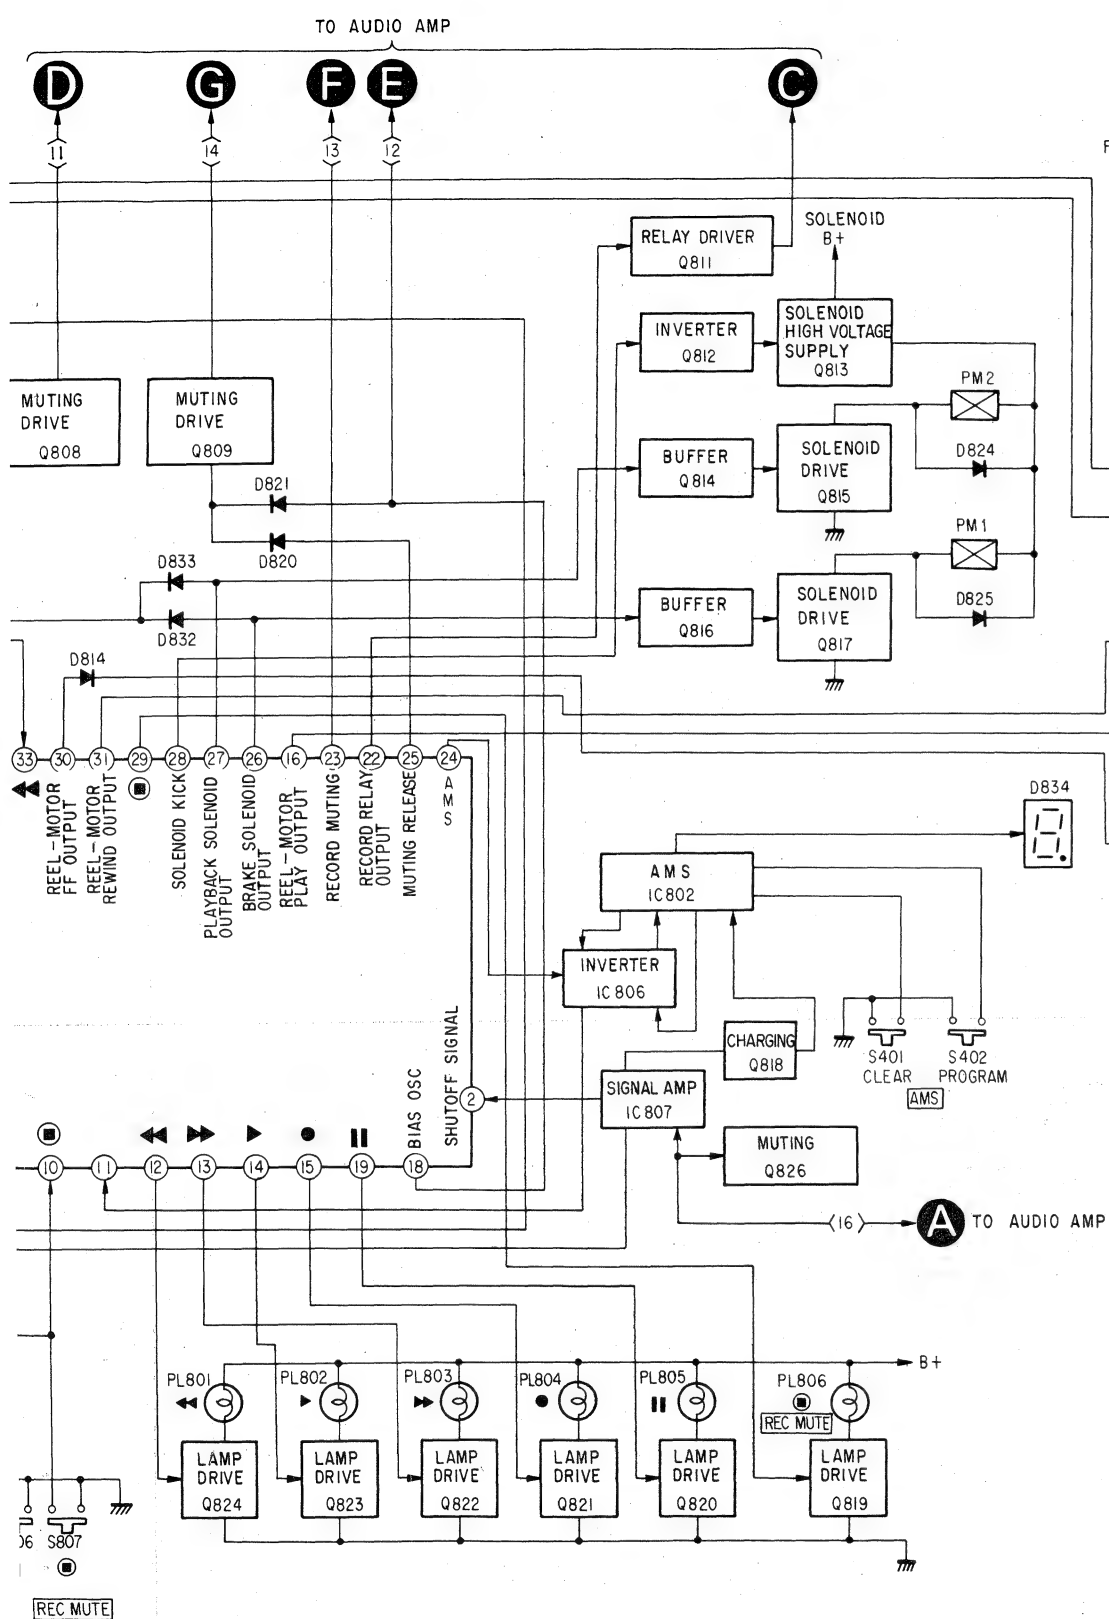 TO AUDIO AMP
D
G
F
E
C
11
14
13
12
F
RELAY DRIVER
Q811
SOLENOID
B+
INVERTER
Q812
SOLENOID
HIGH VOLTAGE
SUPPLY
Q813
MUTING
DRIVE
Q808
MUTING
DRIVE
Q809
PM2
BUFFER
Q814
SOLENOID
DRIVE
Q815
D824
D821
D820
PM1
D833
D832
BUFFER
Q816
SOLENOID
DRIVE
Q817
D825
D814
33
30
31
29
28
27
26
16
23
22
25
24
REEL-MOTOR
FF OUTPUT
REEL-MOTOR
REWIND OUTPUT
SOLENOID KICK
PLAYBACK SOLENOID
OUTPUT
BRAKE SOLENOID
OUTPUT
REEL-MOTOR
PLAY OUTPUT
RECORD MUTING
RECORD RELAY
OUTPUT
MUTING RELEASE
AMS
D834
8.
AMS
IC802
INVERTER
IC806
CHARGING
Q818
S401
CLEAR
S402
PROGRAM
AMS
SIGNAL AMP
IC807
2
BIAS OSC
SHUTOFF SIGNAL
MUTING
Q826
10
11
12
13
14
15
19
18
16
A
TO AUDIO AMP
B+
PL801
PL802
PL803
PL804
PL805
PL806
REC MUTE
LAMP
DRIVE
Q824
LAMP
DRIVE
Q823
LAMP
DRIVE
Q822
LAMP
DRIVE
Q821
LAMP
DRIVE
Q820
LAMP
DRIVE
Q819
06
S807
REC MUTE